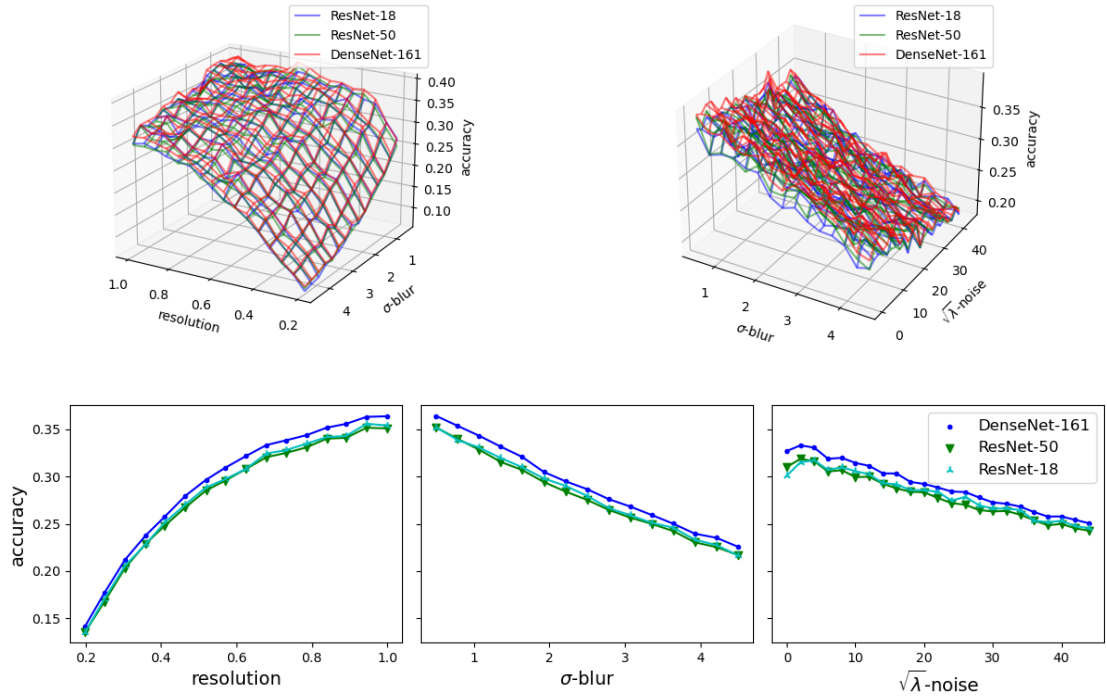 ResNet-18
ResNet-50
DenseNet-161
0.40
0.35
0.30
0.25
0.20
0.15
0.10
accuracy
1.0
0.8
0.6
0.4
0.2
resolution
4
3
2
1
σ-blur
ResNet-18
ResNet-50
DenseNet-161
0.35
0.30
0.25
0.20
accuracy
1
2
3
4
σ-blur
0
10
20
30
40
√λ-noise
accuracy
0.35
0.30
0.25
0.20
0.15
0.2 0.4 0.6 0.8 1.0
resolution
1 2 3 4
σ-blur
DenseNet-161
ResNet-50
ResNet-18
0 10 20 30 40
√λ-noise